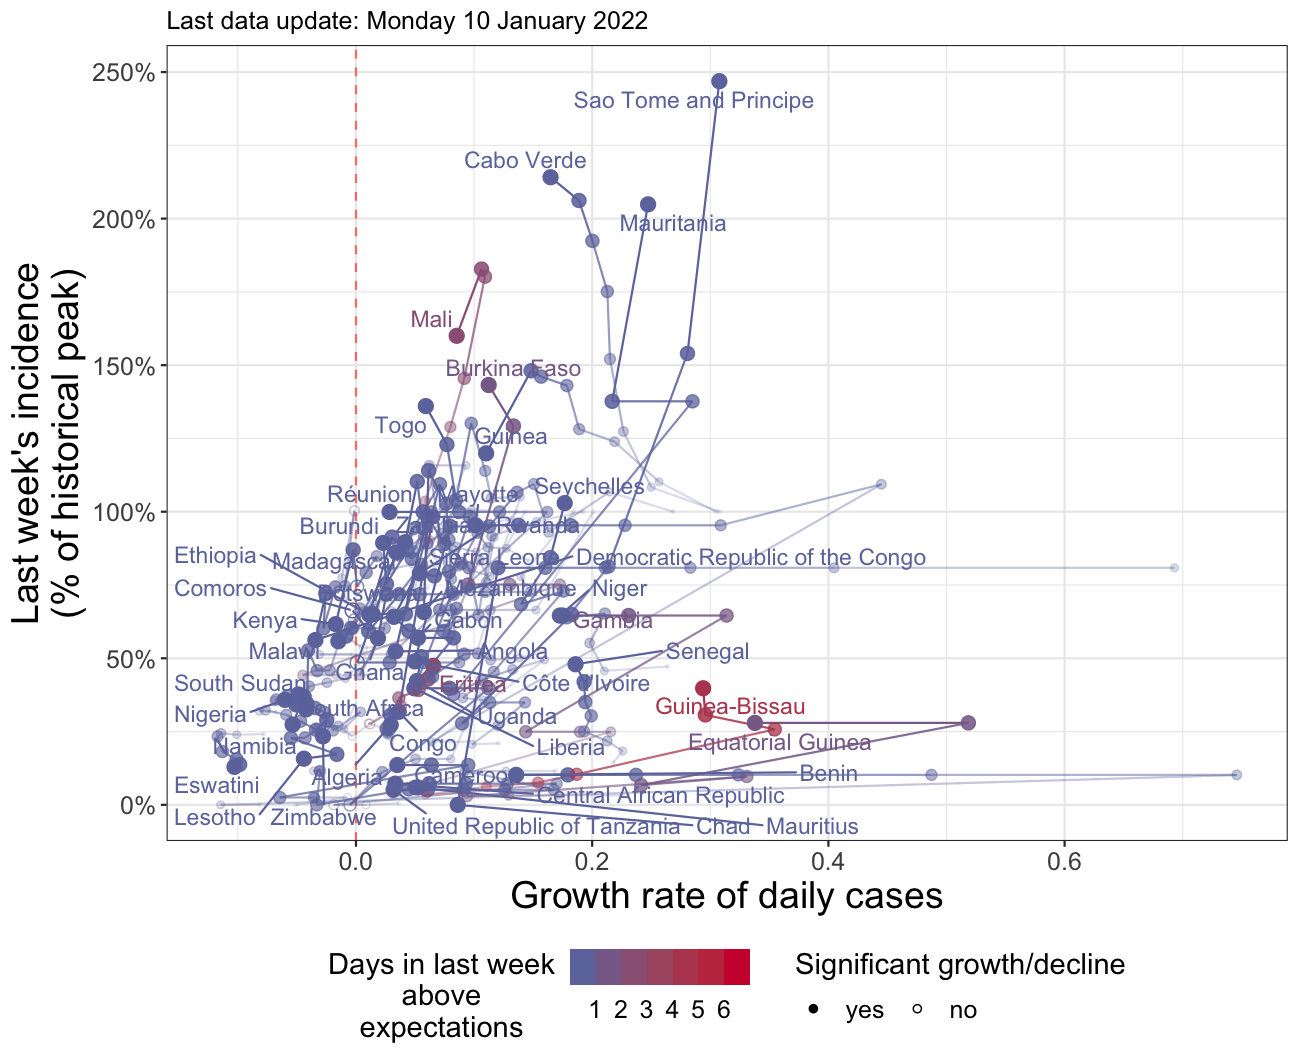 Last data update: Monday 10 January 2022
Last week's incidence
(% of historical peak)
250%
200%
150%
100%
50%
0%
Sao Tome and Principe
Cabo Verde
Mauritania
Mali
Burkina Faso
Togo
Guinea
Réunion
Mayotte
Seychelles
Burundi
Rwanda
Ethiopia
Madagascar
Sierra Leone
Democratic Republic of the Congo
Comoros
Botswana
Mozambique
Niger
Kenya
Gabon
Gambia
Malawi
Ghana
Angola
Senegal
South Sudan
Eritrea
Côte d'Ivoire
Nigeria
South Africa
Uganda
Guinea-Bissau
Namibia
Congo
Liberia
Equatorial Guinea
Eswatini
Algeria
Cameroon
Benin
Central African Republic
Lesotho
Zimbabwe
United Republic of Tanzania
Chad
Mauritius
0.0
0.2
0.4
0.6
Growth rate of daily cases
Days in last week
above
expectations
1 2 3 4 5 6
Significant growth/decline
yes
no